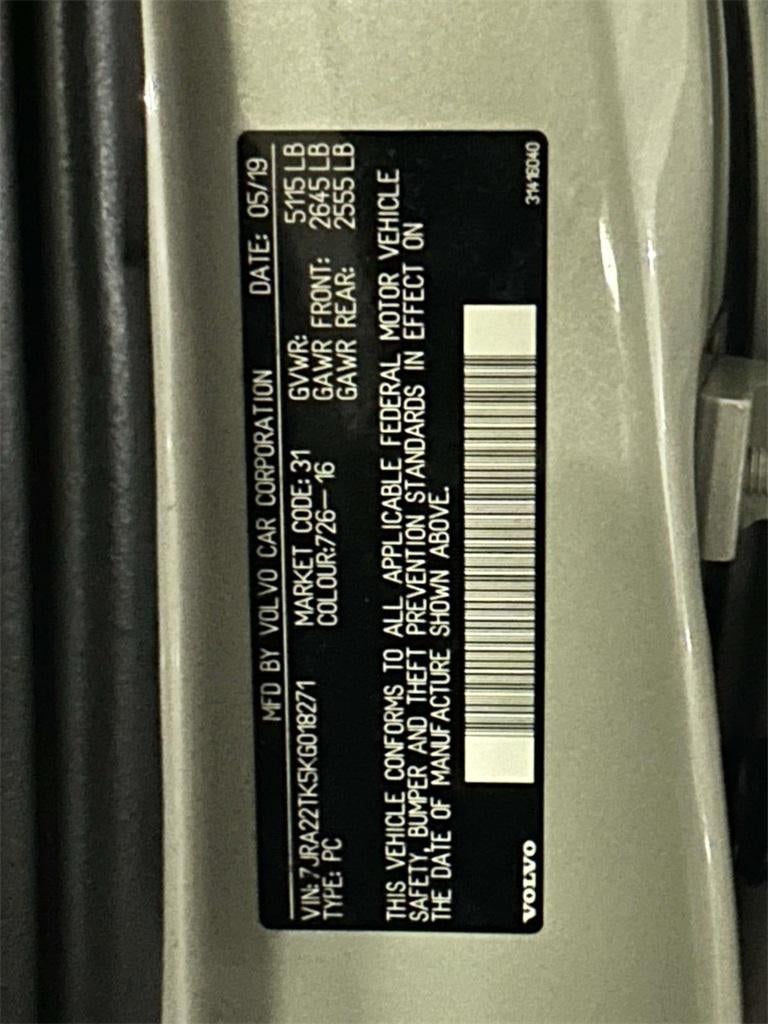 MFD BY VOLVO CAR CORPORATION DATE: 05/19
VIN: 7JRA22TK5KG018271 MARKET CODE: 31 GVWR: 5115 LB
TYPE: PC COLOUR:726-16 GAWR FRONT: 2645 LB
GAWR REAR: 2555 LB
THIS VEHICLE CONFORMS TO ALL APPLICABLE FEDERAL MOTOR VEHICLE
SAFETY, BUMPER AND THEFT PREVENTION STANDARDS IN EFFECT ON
THE DATE OF MANUFACTURE SHOWN ABOVE.
VOLVO 31416040